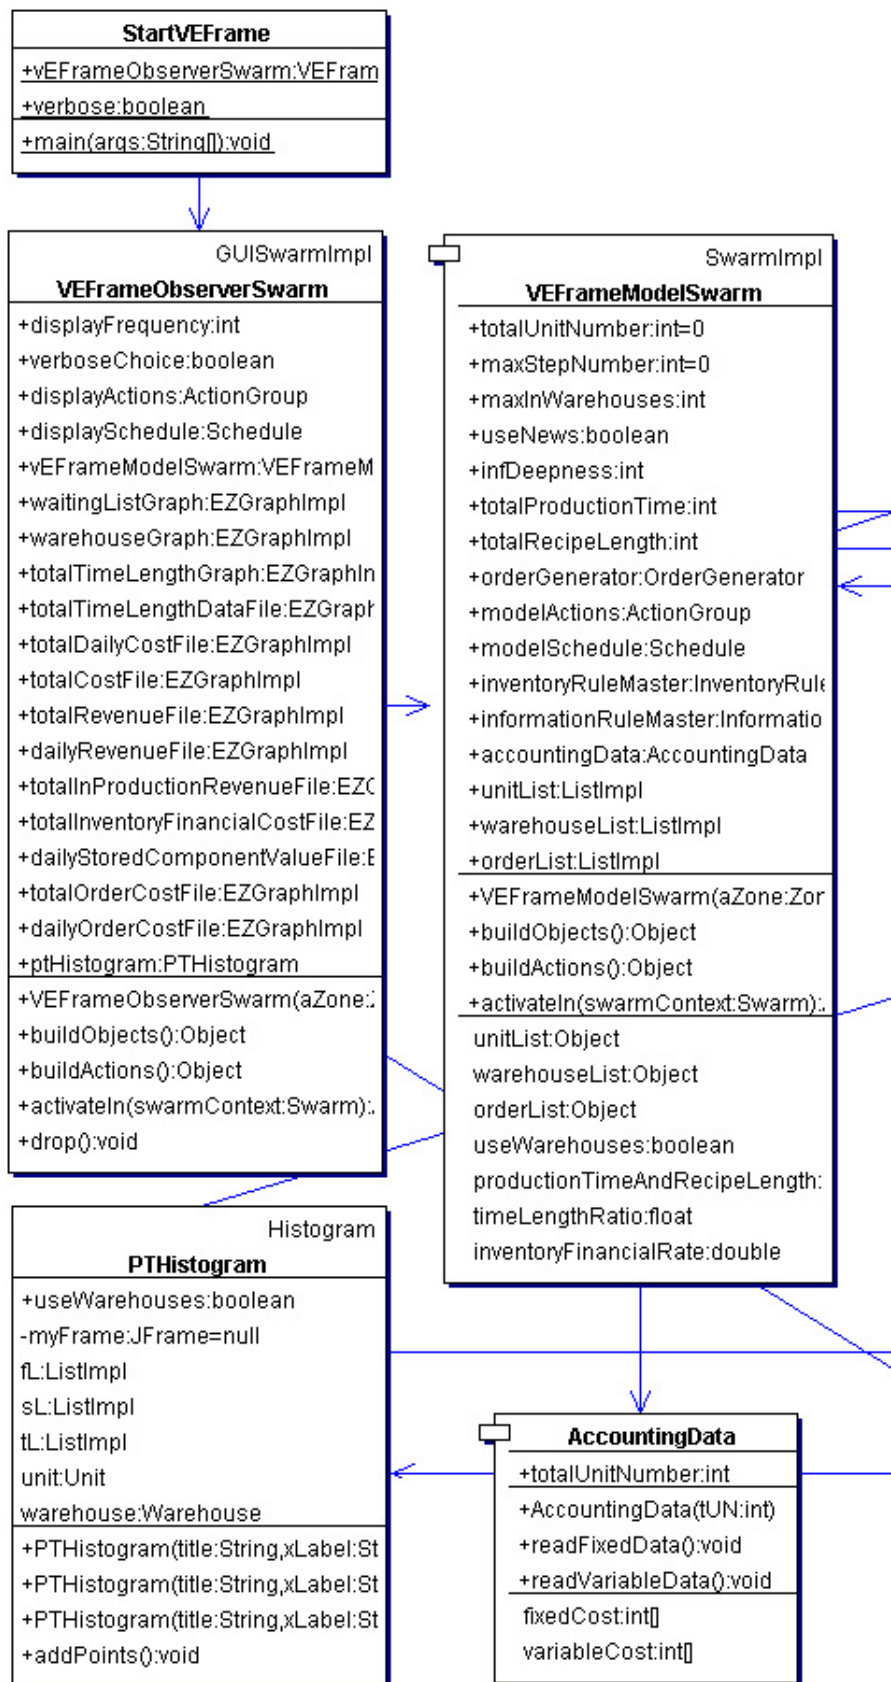 StartVEFrame
+vEFrameObserverSwarm:VEFram
+verbose:boolean
+main(args:String[]):void
GUISwarmImpl
VEFrameObserverSwarm
+displayFrequency:int
+verboseChoice:boolean
+displayActions:ActionGroup
+displaySchedule:Schedule
+vEFrameModelSwarm:VEFrameM
+waitingListGraph:EZGraphImpl
+warehouseGraph:EZGraphImpl
+totalTimeLengthGraph:EZGraphIn
+totalTimeLengthDataFile:EZGraph
+totalDailyCostFile:EZGraphImpl
+totalCostFile:EZGraphImpl
+totalRevenueFile:EZGraphImpl
+dailyRevenueFile:EZGraphImpl
+totalInProductionRevenueFile:EZ
+totalInventoryFinancialCostFile:EZ
+dailyStoredComponentValueFile:E
+totalOrderCostFile:EZGraphImpl
+dailyOrderCostFile:EZGraphImpl
+ptHistogram:PTHistogram
+VEFrameObserverSwarm(aZone:
+buildObjects():Object
+buildActions():Object
+activateIn(swarmContext:Swarm):
+drop():void
SwarmImpl
VEFrameModelSwarm
+totalUnitNumber:int=0
+maxStepNumber:int=0
+maxInWarehouses:int
+useNews:boolean
+infDeepness:int
+totalProductionTime:int
+totalRecipeLength:int
+orderGenerator:OrderGenerator
+modelActions:ActionGroup
+modelSchedule:Schedule
+inventoryRuleMaster:InventoryRule
+informationRuleMaster:Informatio
+accountingData:AccountingData
+unitList:ListImpl
+warehouseList:ListImpl
+orderList:ListImpl
+VEFrameModelSwarm(aZone:Zor
+buildObjects():Object
+buildActions():Object
+activateIn(swarmContext:Swarm):
unitList:Object
warehouseList:Object
orderList:Object
useWarehouses:boolean
productionTimeAndRecipeLength:
timeLengthRatio:float
inventoryFinancialRate:double
Histogram
PTHistogram
+useWarehouses:boolean
-myFrame:JFrame=null
fL:ListImpl
sL:ListImpl
tL:ListImpl
unit:Unit
warehouse:Warehouse
+PTHistogram(title:String,xLabel:St
+PTHistogram(title:String,xLabel:St
+PTHistogram(title:String,xLabel:St
+addPoints():void
AccountingData
+totalUnitNumber:int
+AccountingData(tUN:int)
+readFixedData():void
+readVariableData():void
fixedCost:int[]
variableCost:int[]